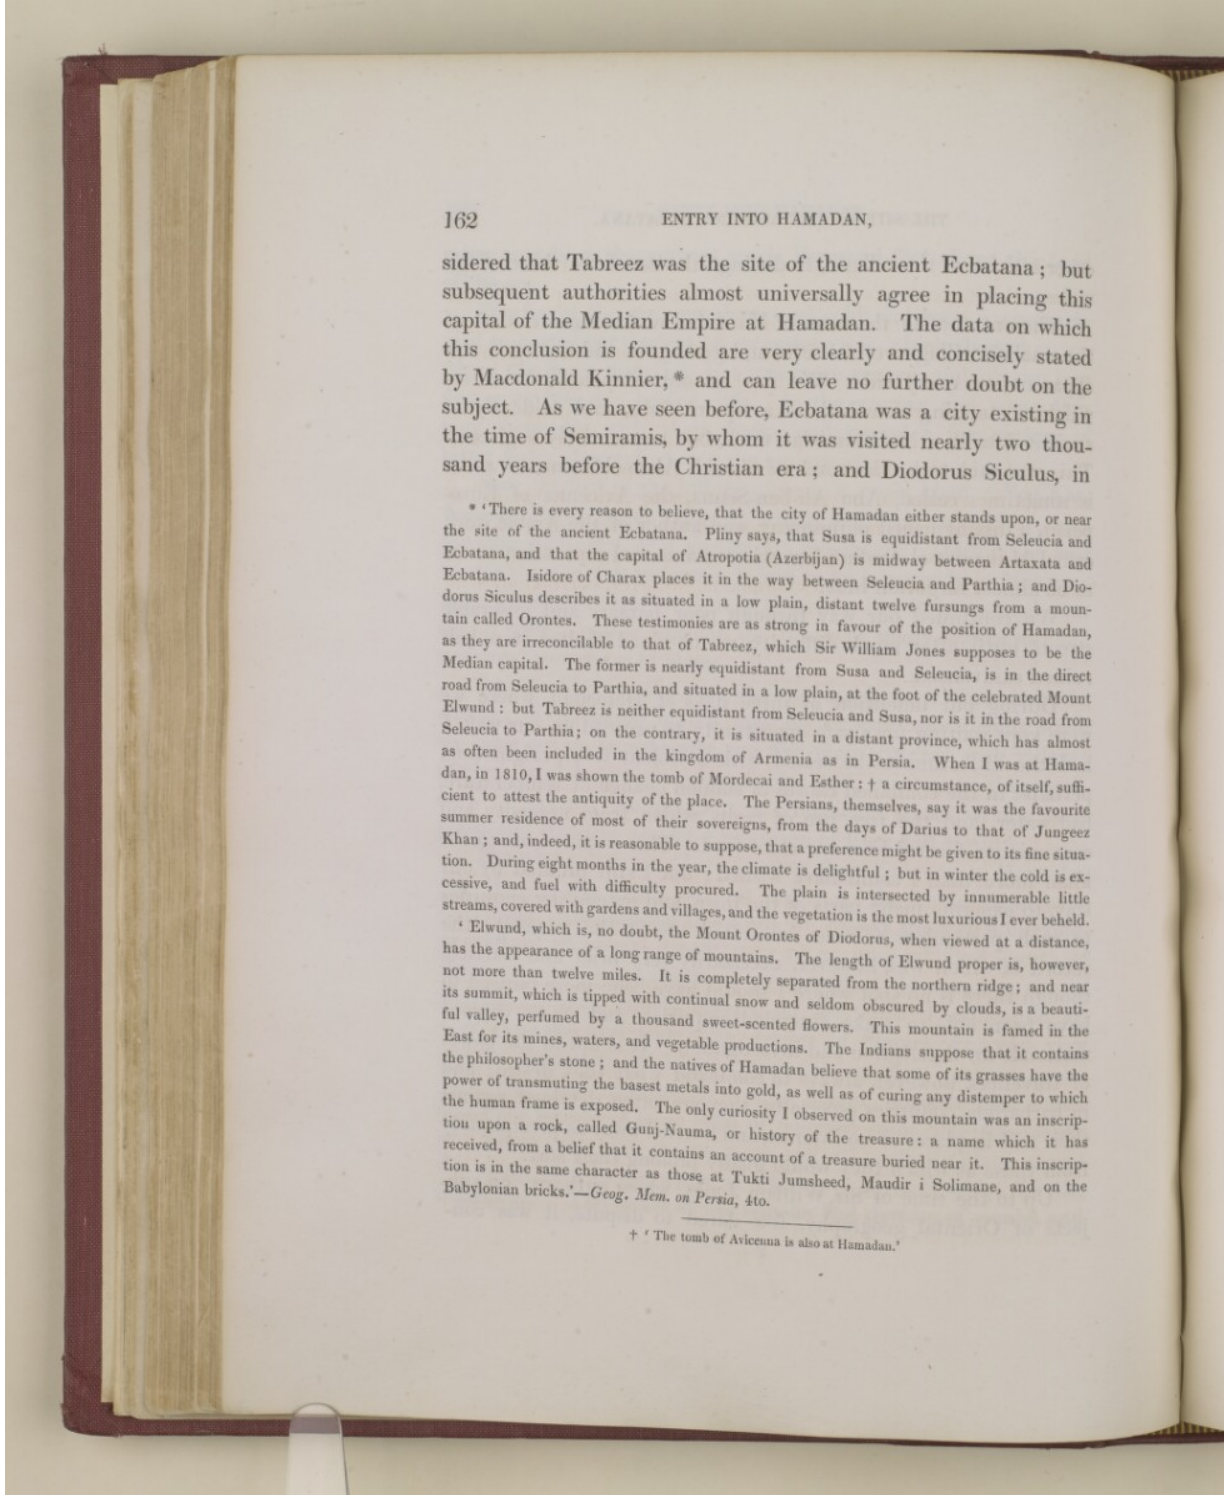 162 ENTRY INTO HAMADAN,
sidered that Tabreez was the site of the ancient Ecbatana ; but
subsequent authorities almost universally agree in placing this
capital of the Median Empire at Hamadan. The data on which
this conclusion is founded are very clearly and concisely stated
by Macdonald Kinnier, * and can leave no further doubt on the
subject. As we have seen before, Ecbatana was a city existing in
the time of Semiramis, by whom it was visited nearly two thou-
sand years before the Christian era ; and Diodorus Siculus, in
* ‘ There is every reason to believe, that the city of Hamadan either stands upon, or near
the site of the ancient Ecbatana. Pliny says, that Susa is equidistant from Seleucia and
Ecbatana, and that the capital of Atropotia (Azerbijan) is midway between Artaxata and
Ecbatana. Isidore of Charax places it in the way between Seleucia and Parthia ; and Dio-
dorus Siculus describes it as situated in a low plain, distant twelve fursungs from a moun-
tain called Orontes. These testimonies are as strong in favour of the position of Hamadan,
as they are irreconcilable to that of Tabreez, which Sir William Jones supposes to be the
Median capital. The former is nearly equidistant from Susa and Seleucia, is in the direct
road from Seleucia to Parthia, and situated in a low plain, at the foot of the celebrated Mount
Elwund : but Tabreez is neither equidistant from Seleucia and Susa, nor is it in the road from
Seleucia to Parthia; on the contrary, it is situated in a distant province, which has almost
as often been included in the kingdom of Armenia as in Persia. When I was at Hama-
dan, in 1810, I was shown the tomb of Mordecai and Esther : † a circumstance, of itself, suffi-
cient to attest the antiquity of the place. The Persians, themselves, say it was the favourite
summer residence of most of their sovereigns, from the days of Darius to that of Jungeez
Khan ; and, indeed, it is reasonable to suppose, that a preference might be given to its fine situa-
tion. During eight months in the year, the climate is delightful ; but in winter the cold is ex-
cessive, and fuel with difficulty procured. The plain is intersected by innumerable little
streams, covered with gardens and villages, and the vegetation is the most luxurious I ever beheld.
‘ Elwund, which is, no doubt, the Mount Orontes of Diodorus, when viewed at a distance,
has the appearance of a long range of mountains. The length of Elwund proper is, however,
not more than twelve miles. It is completely separated from the northern ridge ; and near
its summit, which is tipped with continual snow and seldom obscured by clouds, is a beauti-
ful valley, perfumed by a thousand sweet-scented flowers. This mountain is famed in the
East for its mines, waters, and vegetable productions. The Indians suppose that it contains
the philosopher's stone ; and the natives of Hamadan believe that some of its grasses have the
power of transmuting the basest metals into gold, as well as of curing any distemper to which
the human frame is exposed. The only curiosity I observed on this mountain was an inscrip-
tion upon a rock, called Gunj-Nauma, or history of the treasure : a name which it has
received, from a belief that it contains an account of a treasure buried near it. This inscrip-
tion is in the same character as those at Tukti Jumsheed, Maudir i Solimane, and on the
Babylonian bricks.’—Geog. Mem. on Persia, 4to.
† ‘ The tomb of Avicenna is also at Hamadan.’